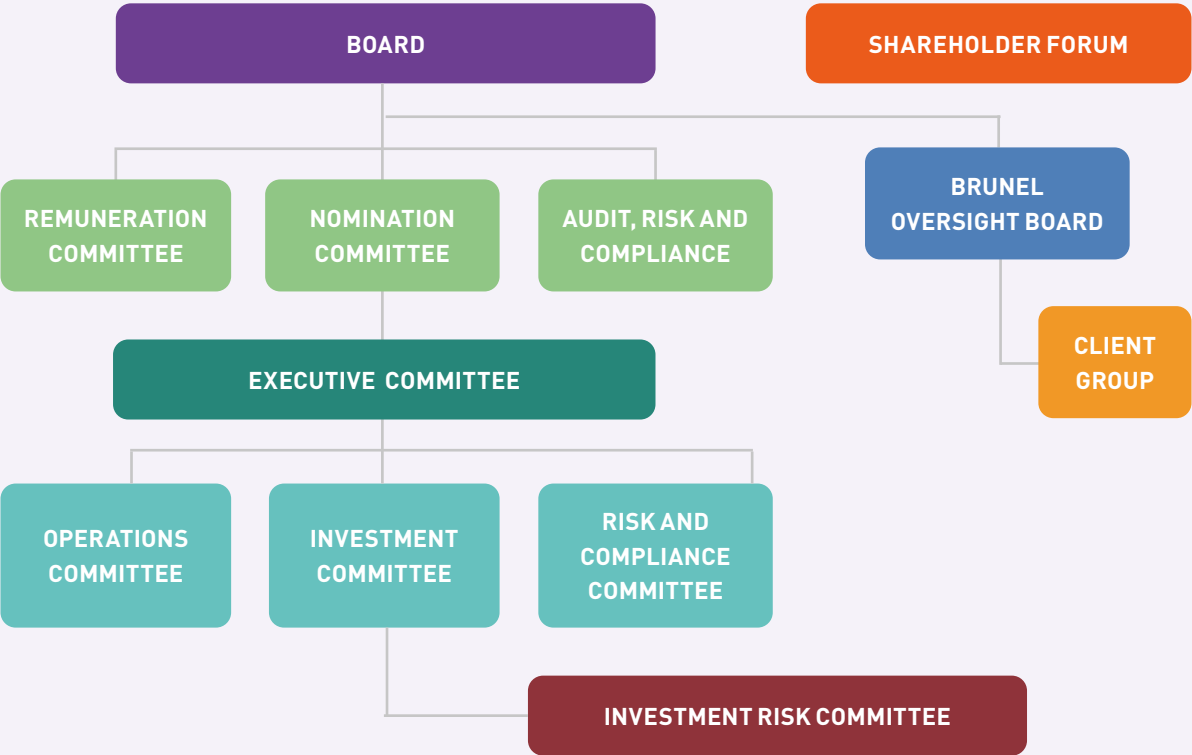 BOARD
SHAREHOLDER FORUM
REMUNERATION
COMMITTEE
NOMINATION
COMMITTEE
AUDIT, RISK AND
COMPLIANCE
BRUNEL
OVERSIGHT BOARD
CLIENT
GROUP
EXECUTIVE COMMITTEE
OPERATIONS
COMMITTEE
INVESTMENT
COMMITTEE
RISK AND
COMPLIANCE
COMMITTEE
INVESTMENT RISK COMMITTEE